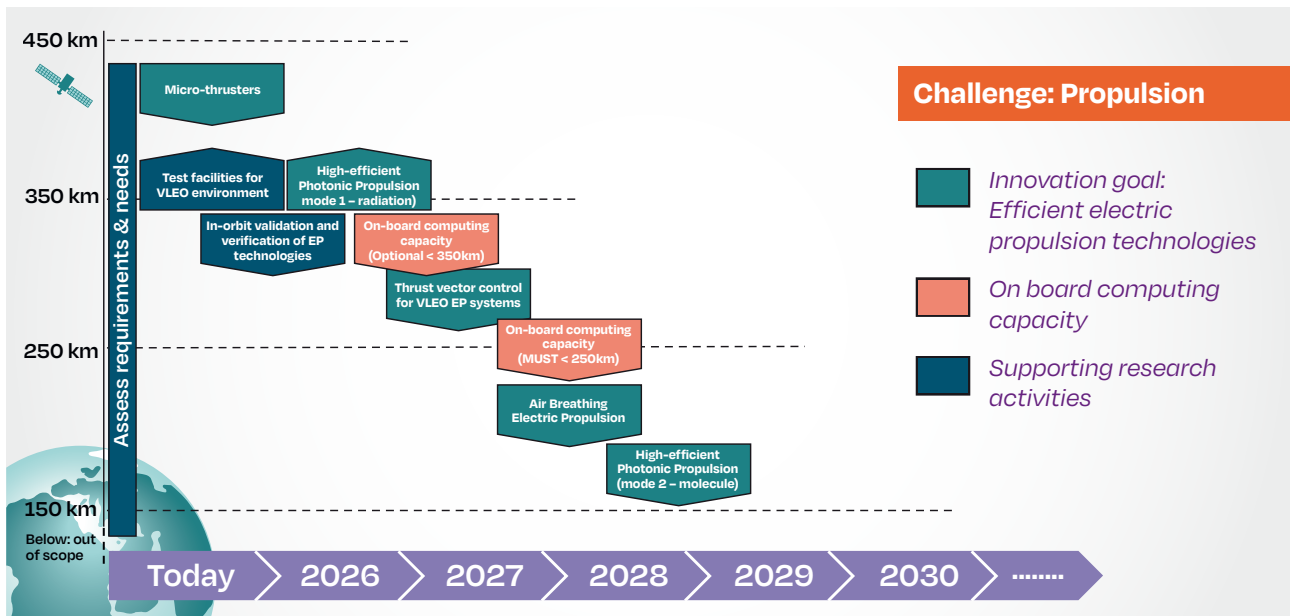 450 km
350 km
250 km
150 km
Below: out
of scope
Assess requirements & needs
Micro-thrusters
Test facilities for
VLEO environment
High-efficient
Photonic Propulsion
mode 1 – radiation)
In-orbit validation and
verification of EP
technologies
On-board computing
capacity
(Optional < 350km)
Thrust vector control
for VLEO EP systems
On-board computing
capacity
(MUST < 250km)
Air Breathing
Electric Propulsion
High-efficient
Photonic Propulsion
(mode 2 – molecule)
Today
2026
2027
2028
2029
2030
........
Challenge: Propulsion
Innovation goal:
Efficient electric
propulsion technologies
On board computing
capacity
Supporting research
activities